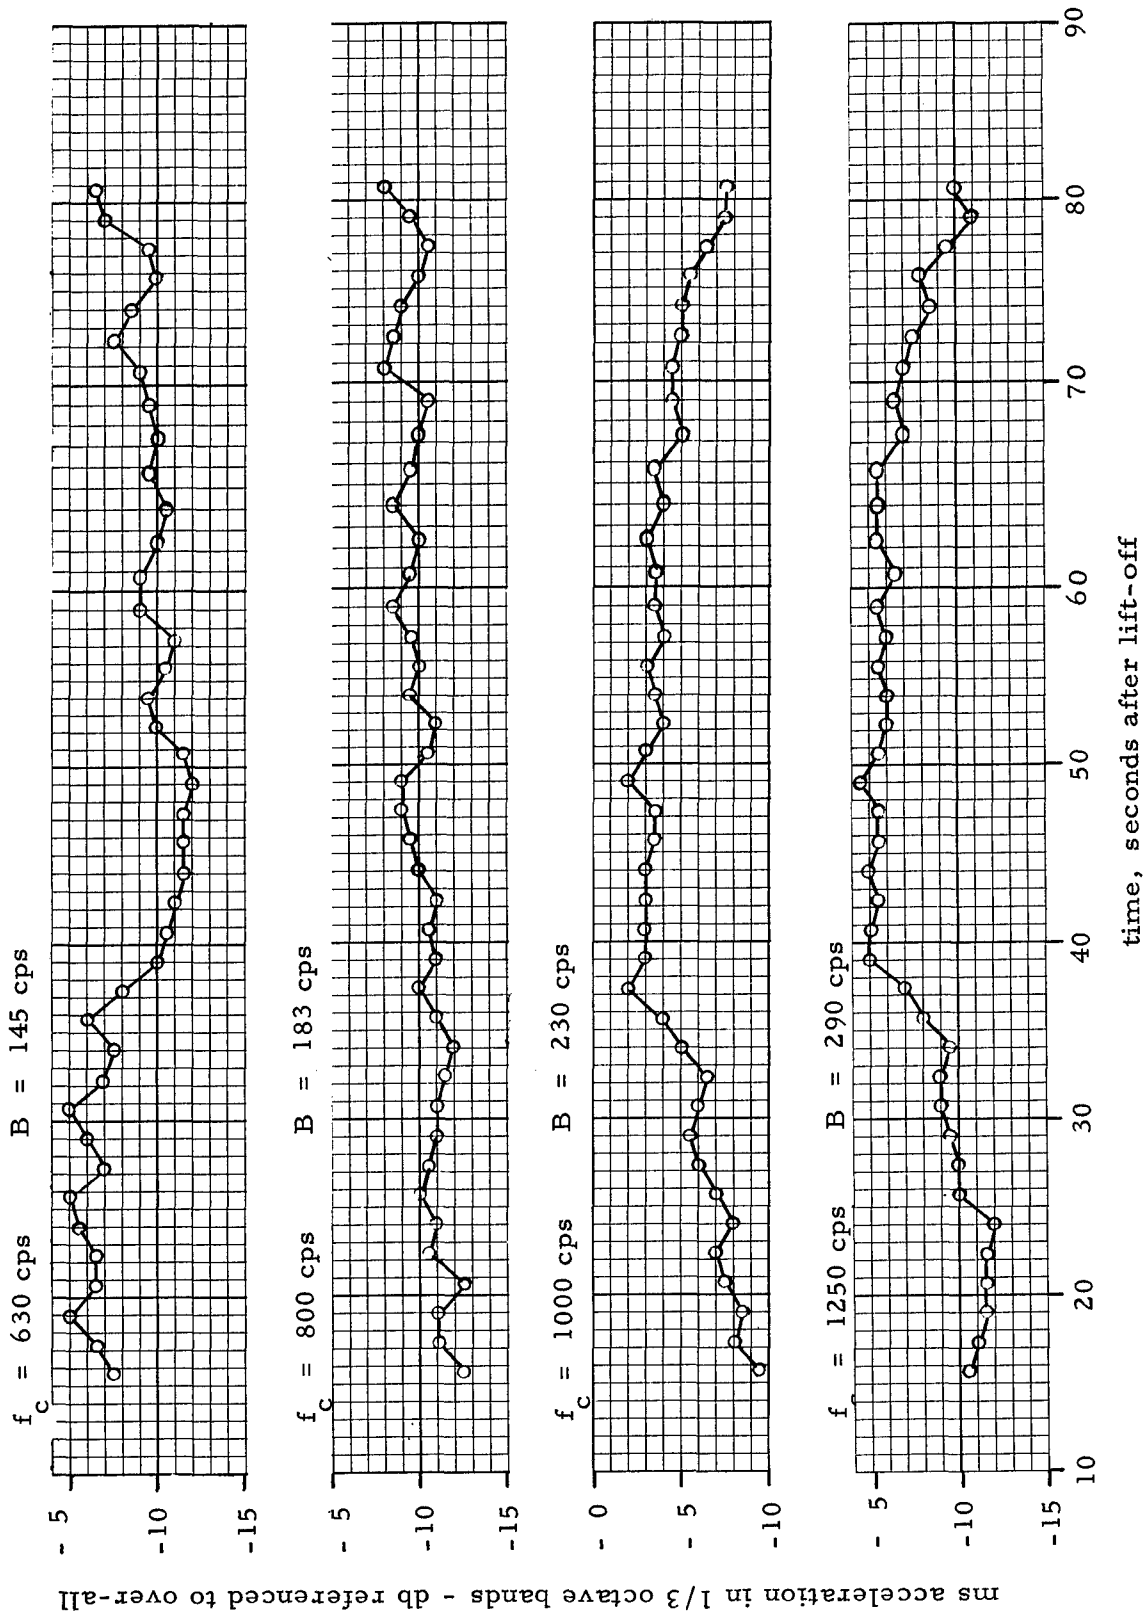 f_c = 630 cps B = 145 cps
- 5
- 10
- 15
f_c = 800 cps B = 183 cps
- 5
- 10
- 15
f_c = 1000 cps B = 230 cps
- 0
- 5
- 10
f_c = 1250 cps B = 290 cps
- 5
- 10
- 15
10 20 30 40 50 60 70 80 90
time, seconds after lift-off
ms acceleration in 1/3 octave bands - db referenced to over-all